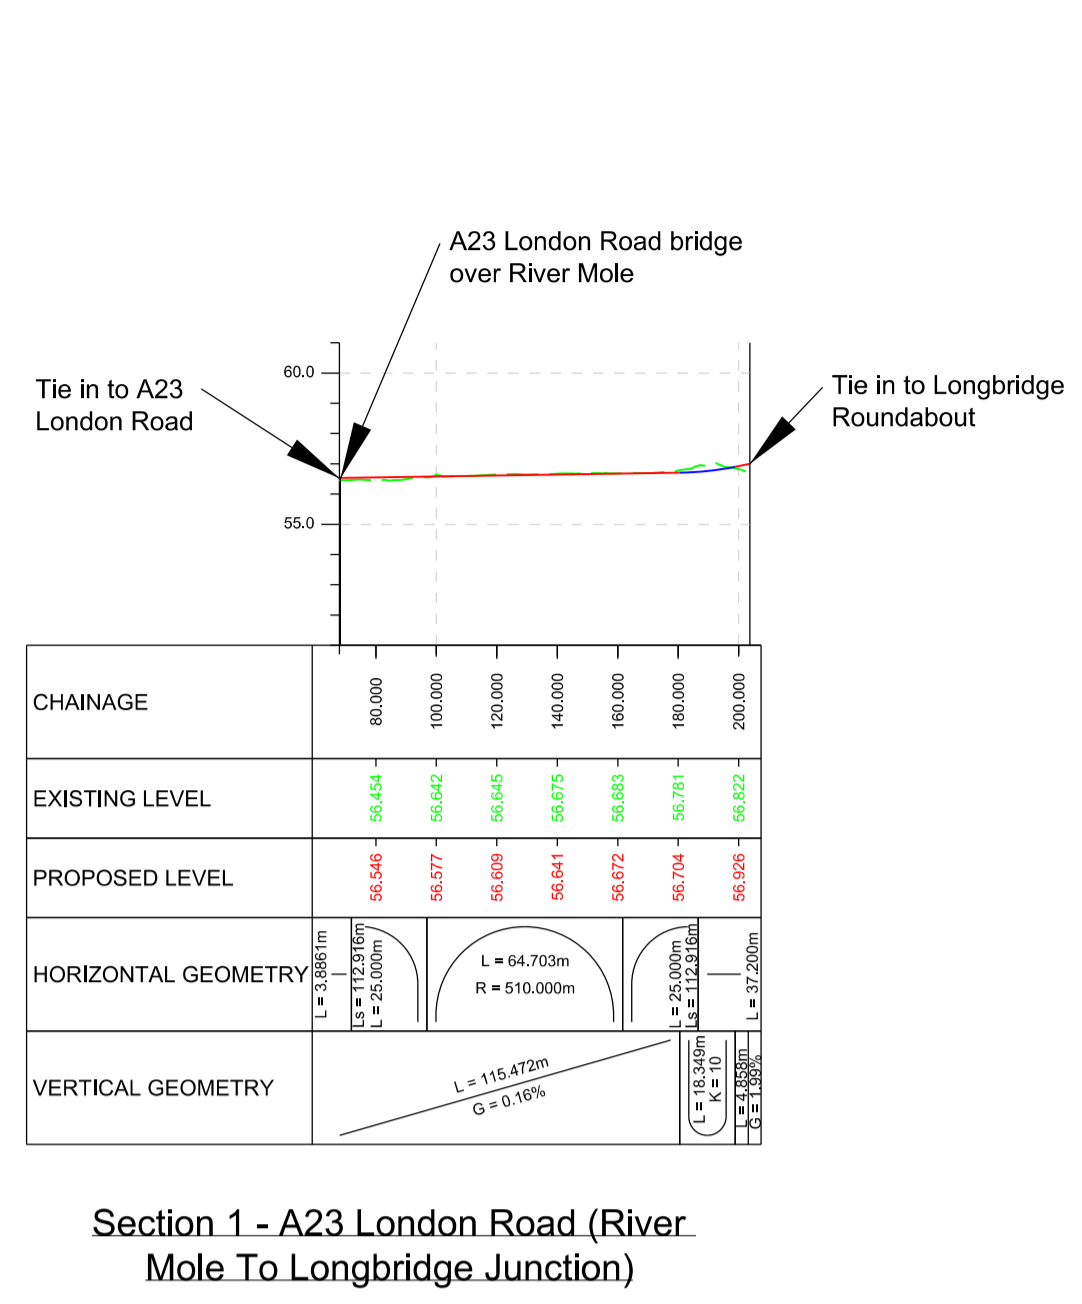 A23 London Road bridge
over River Mole
Tie in to A23
London Road
Tie in to Longbridge
Roundabout
60.0
55.0
CHAINAGE
80.000
100.000
120.000
140.000
160.000
180.000
200.000
EXISTING LEVEL
56.454
56.642
56.645
56.675
56.683
56.781
56.822
PROPOSED LEVEL
56.546
56.577
56.609
56.641
56.672
56.704
56.926
HORIZONTAL GEOMETRY
L = 3.8861m
Ls = 112.916m
L = 25.000m
L = 64.703m
R = 510.000m
L = 25.000m
Ls = 112.916m
L = 37.200m
VERTICAL GEOMETRY
L = 115.472m
G = 0.16%
L = 18.349m
K = 10
L = 4.858m
G = 1.99%
Section 1 - A23 London Road (River
Mole To Longbridge Junction)